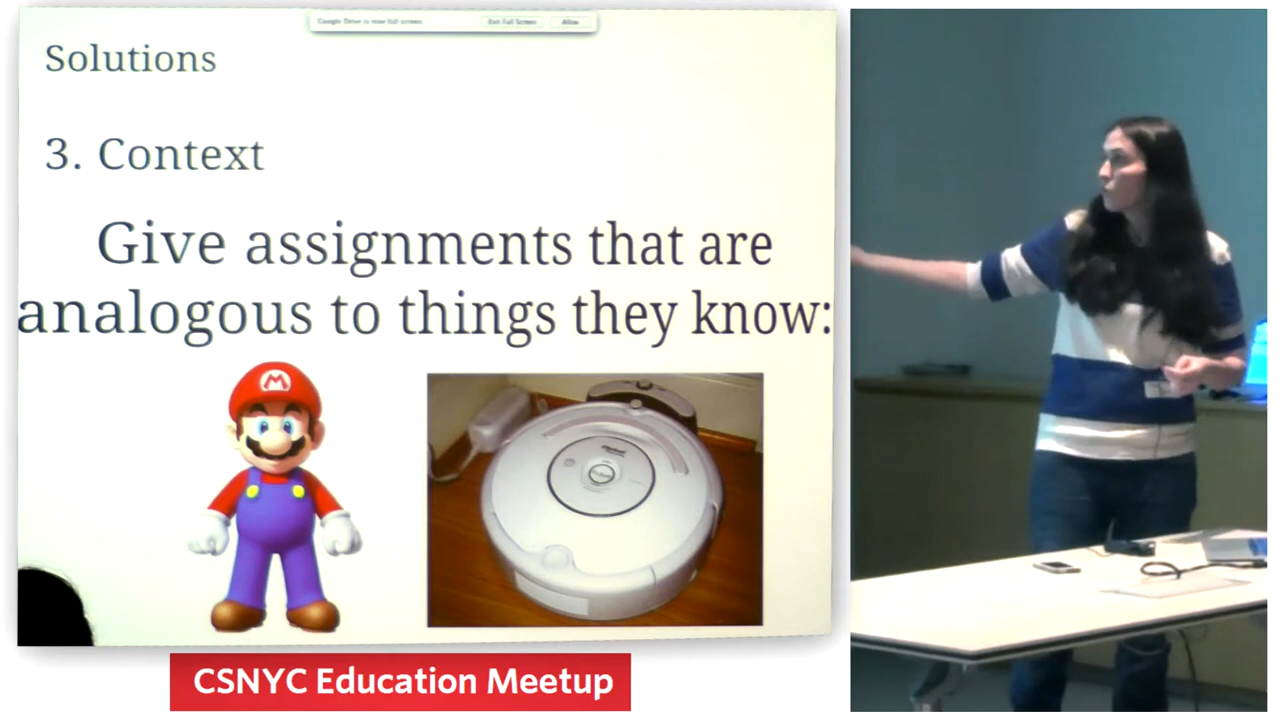 Google Drive is now full screen. Exit Full Screen Allow
Solutions
3. Context
Give assignments that are
analogous to things they know:
M
CSNYC Education Meetup